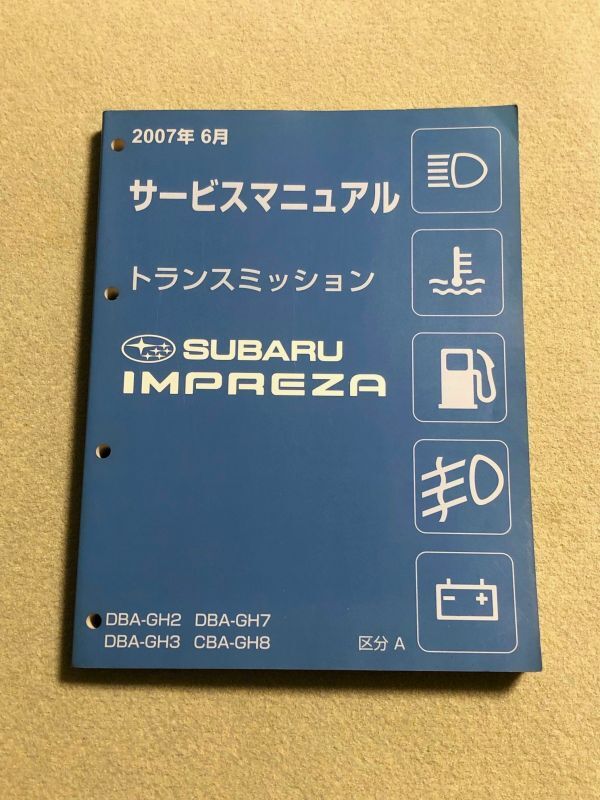 2007年 6月
サービスマニュアル
トランスミッション
SUBARU
IMPREZA
DBA-GH2 DBA-GH7
DBA-GH3 CBA-GH8 区分 A